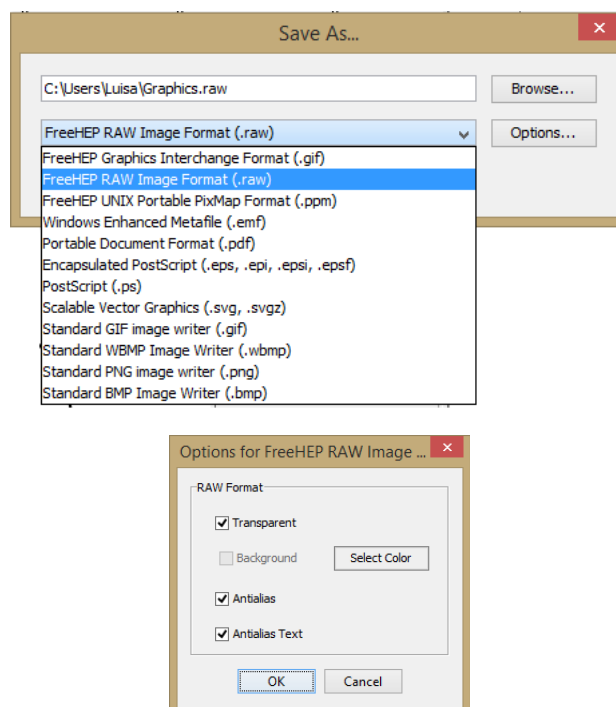 Save As...
C:\Users\Luisa\Graphics.raw
Browse...
FreeHEP RAW Image Format (.raw)
Options...
FreeHEP Graphics Interchange Format (.gif)
FreeHEP RAW Image Format (.raw)
FreeHEP UNIX Portable PixMap Format (.ppm)
Windows Enhanced Metafile (.emf)
Portable Document Format (.pdf)
Encapsulated PostScript (.eps, .epi, .epsi, .epsf)
PostScript (.ps)
Scalable Vector Graphics (.svg, .svgz)
Standard GIF image writer (.gif)
Standard WBMP Image Writer (.wbmp)
Standard PNG image writer (.png)
Standard BMP Image Writer (.bmp)
Options for FreeHEP RAW Image ...
RAW Format
Transparent
Background
Select Color
Antialias
Antialias Text
OK
Cancel